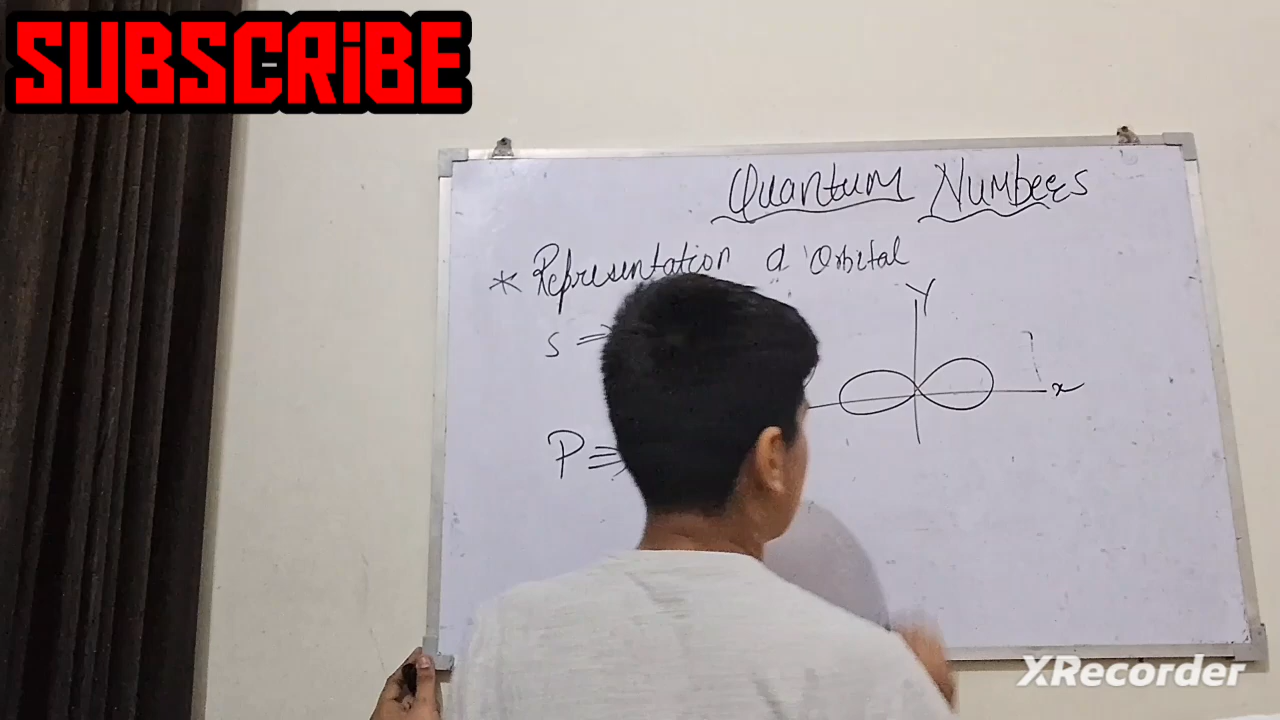 SUBSCRIBE
Quantum Numbers
* Representation of Orbital
Y
S ⇒
x
P ⇒
XRecorder